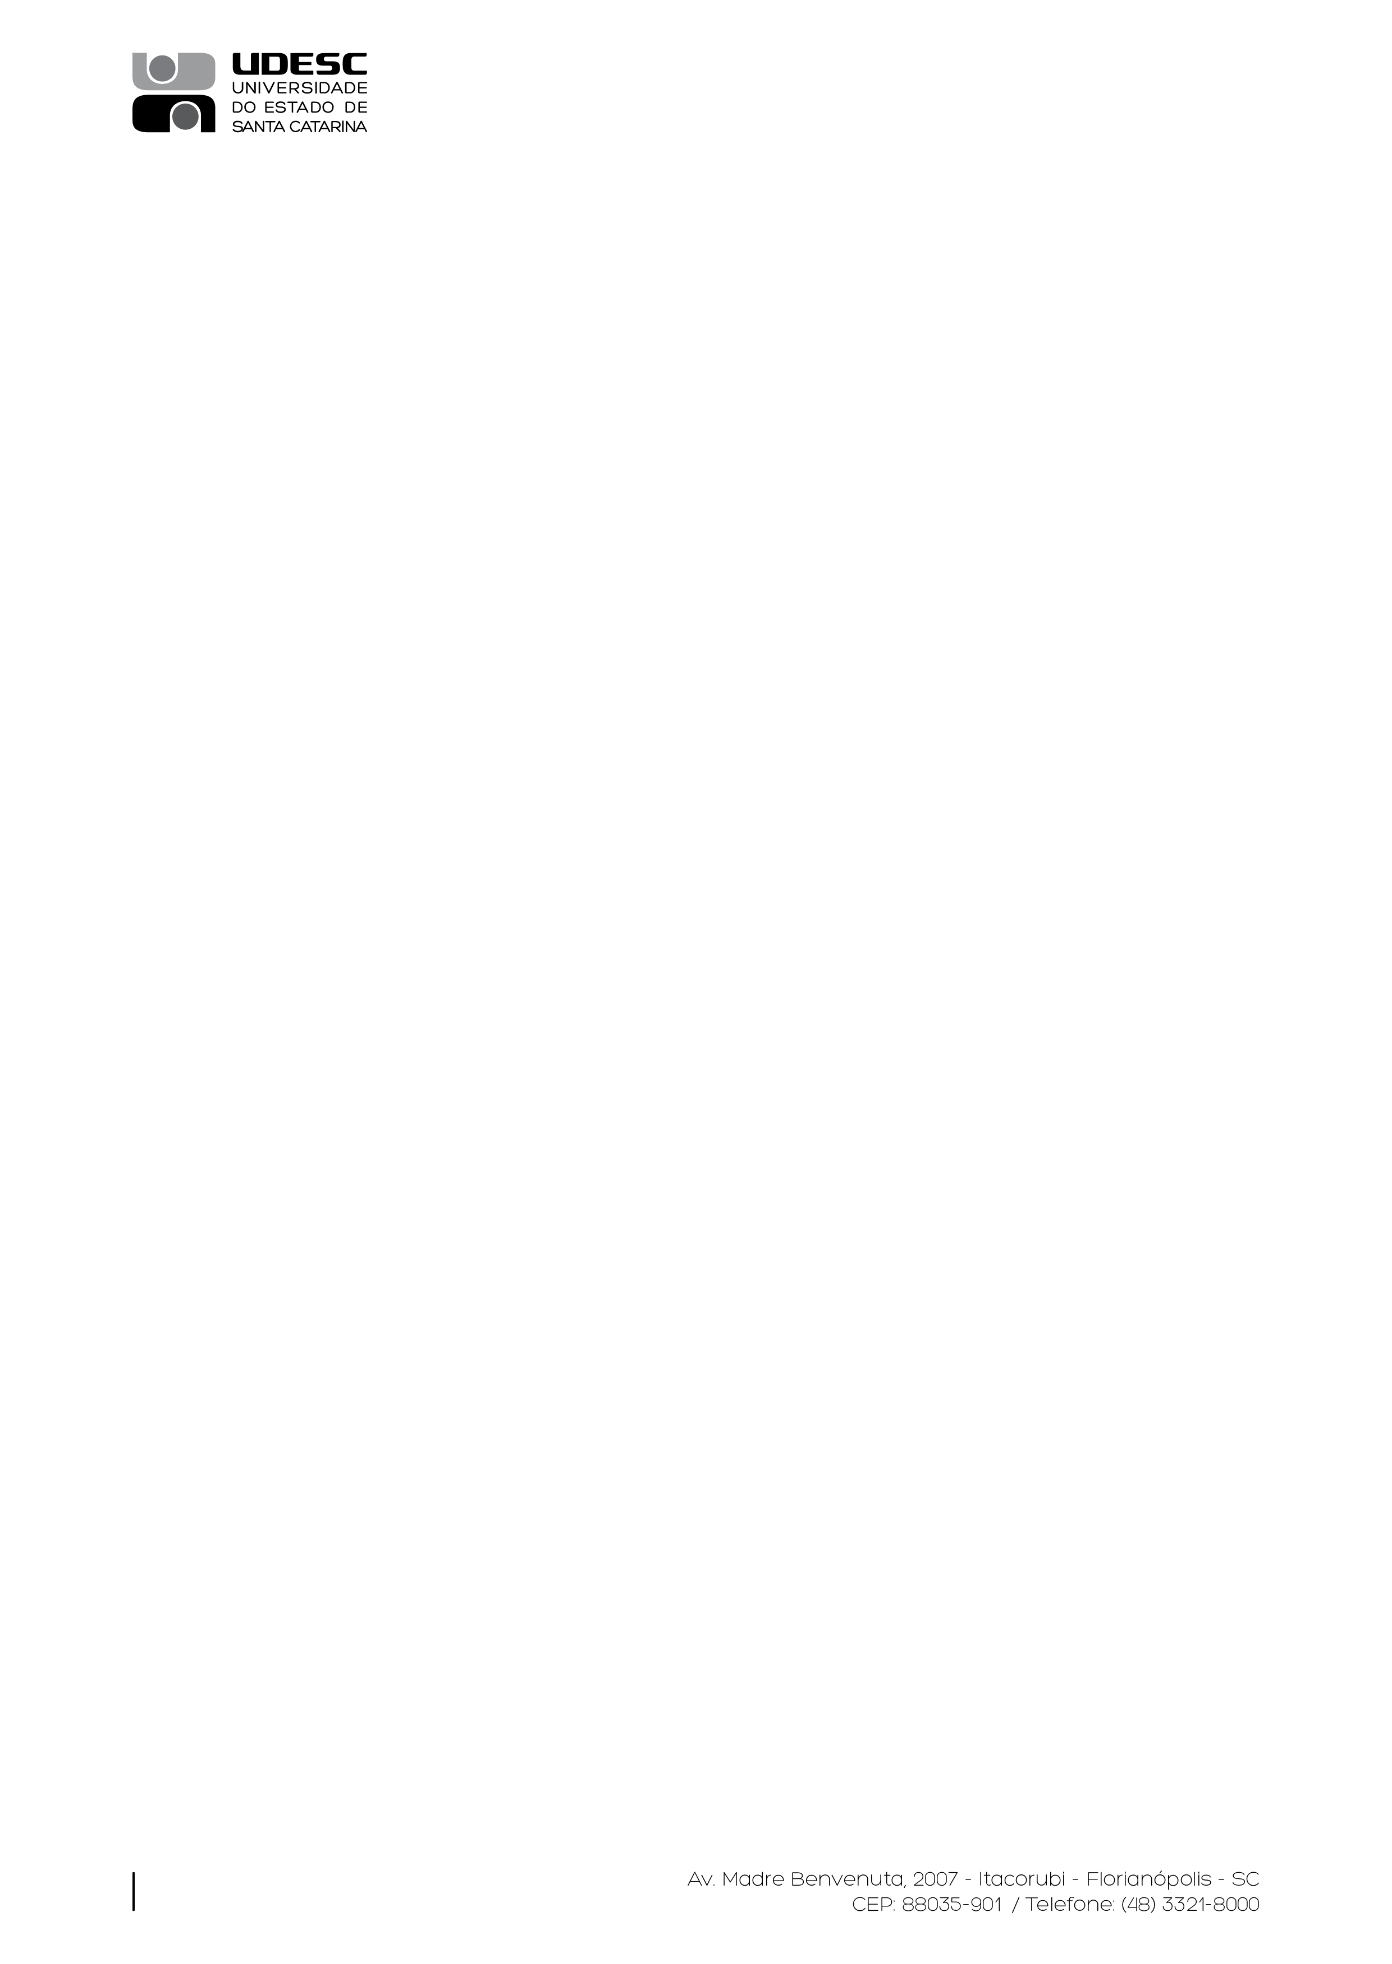 UDESC
UNIVERSIDADE
DO ESTADO DE
SANTA CATARINA
Av. Madre Benvenuta, 2007 - Itacorubi - Florianópolis - SC
CEP: 88035-901 / Telefone: (48) 3321-8000